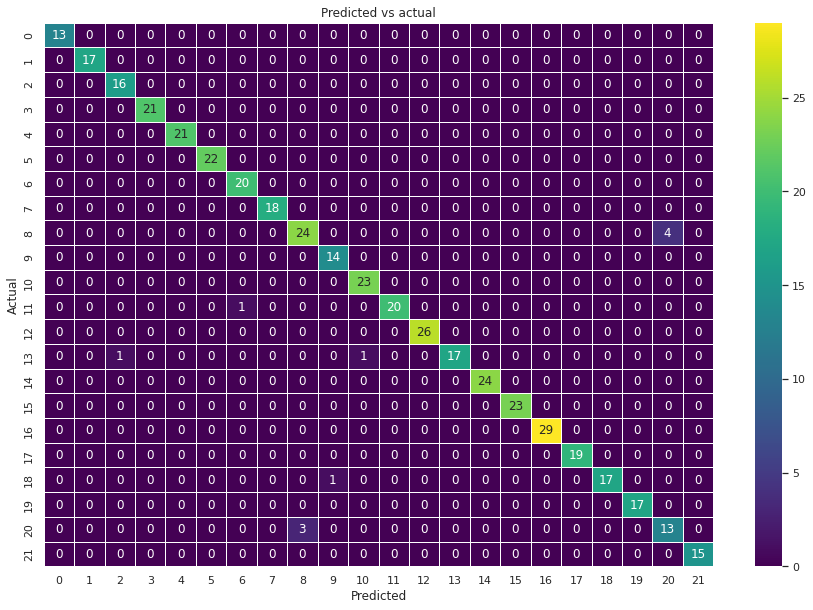 Predicted vs actual
0 13 0 0 0 0 0 0 0 0 0 0 0 0 0 0 0 0 0 0 0 0 0
1 0 17 0 0 0 0 0 0 0 0 0 0 0 0 0 0 0 0 0 0 0 0
2 0 0 16 0 0 0 0 0 0 0 0 0 0 0 0 0 0 0 0 0 0 0
3 0 0 0 21 0 0 0 0 0 0 0 0 0 0 0 0 0 0 0 0 0 0
4 0 0 0 0 21 0 0 0 0 0 0 0 0 0 0 0 0 0 0 0 0 0
5 0 0 0 0 0 22 0 0 0 0 0 0 0 0 0 0 0 0 0 0 0 0
6 0 0 0 0 0 0 20 0 0 0 0 0 0 0 0 0 0 0 0 0 0 0
7 0 0 0 0 0 0 0 18 0 0 0 0 0 0 0 0 0 0 0 0 0 0
8 0 0 0 0 0 0 0 0 24 0 0 0 0 0 0 0 0 0 0 0 4 0
9 0 0 0 0 0 0 0 0 0 14 0 0 0 0 0 0 0 0 0 0 0 0
10 0 0 0 0 0 0 0 0 0 0 23 0 0 0 0 0 0 0 0 0 0 0
11 0 0 0 0 0 0 1 0 0 0 0 20 0 0 0 0 0 0 0 0 0 0
12 0 0 0 0 0 0 0 0 0 0 0 0 26 0 0 0 0 0 0 0 0 0
13 0 0 1 0 0 0 0 0 0 0 1 0 0 17 0 0 0 0 0 0 0 0
14 0 0 0 0 0 0 0 0 0 0 0 0 0 0 24 0 0 0 0 0 0 0
15 0 0 0 0 0 0 0 0 0 0 0 0 0 0 0 23 0 0 0 0 0 0
16 0 0 0 0 0 0 0 0 0 0 0 0 0 0 0 0 29 0 0 0 0 0
17 0 0 0 0 0 0 0 0 0 0 0 0 0 0 0 0 0 19 0 0 0 0
18 0 0 0 0 0 0 0 0 0 1 0 0 0 0 0 0 0 0 17 0 0 0
19 0 0 0 0 0 0 0 0 0 0 0 0 0 0 0 0 0 0 0 17 0 0
20 0 0 0 0 0 0 0 0 3 0 0 0 0 0 0 0 0 0 0 0 13 0
21 0 0 0 0 0 0 0 0 0 0 0 0 0 0 0 0 0 0 0 0 0 15
0 1 2 3 4 5 6 7 8 9 10 11 12 13 14 15 16 17 18 19 20 21
Predicted
Actual
25
20
15
10
5
0